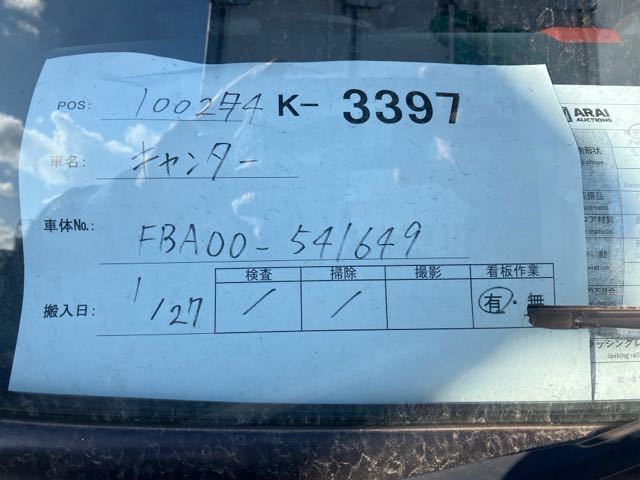 POS: 100274 K- 3397
車名: キャンター
車体No.: FBA00-541649
検査 掃除 撮影 看板作業
搬入日: 1/27 / / 有・無
ARAI
AUCTIONS